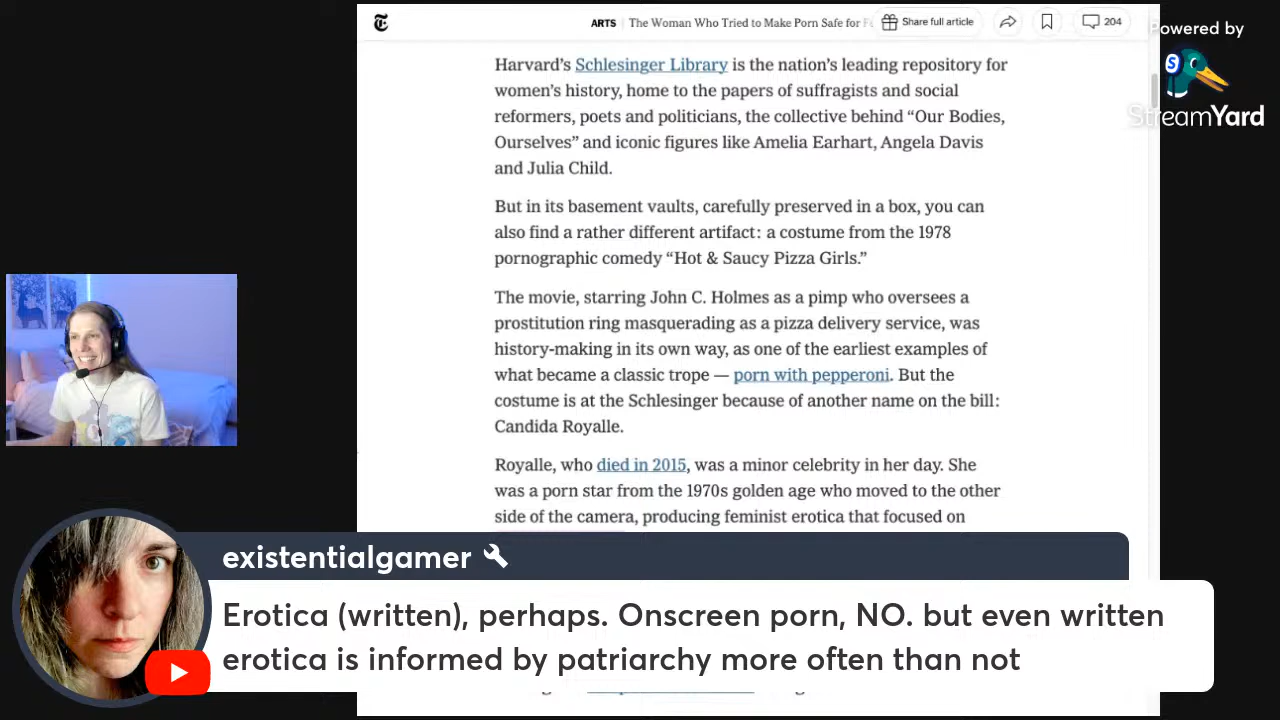 ARTS | The Woman Who Tried to Make Porn Safe for
Share full article
204
Powered by
StreamYard
Harvard’s Schlesinger Library is the nation’s leading repository for
women’s history, home to the papers of suffragists and social
reformers, poets and politicians, the collective behind “Our Bodies,
Ourselves” and iconic figures like Amelia Earhart, Angela Davis
and Julia Child.
But in its basement vaults, carefully preserved in a box, you can
also find a rather different artifact: a costume from the 1978
pornographic comedy “Hot & Saucy Pizza Girls.”
The movie, starring John C. Holmes as a pimp who oversees a
prostitution ring masquerading as a pizza delivery service, was
history-making in its own way, as one of the earliest examples of
what became a classic trope — porn with pepperoni. But the
costume is at the Schlesinger because of another name on the bill:
Candida Royalle.
Royalle, who died in 2015, was a minor celebrity in her day. She
was a porn star from the 1970s golden age who moved to the other
side of the camera, producing feminist erotica that focused on
existentialgamer
Erotica (written), perhaps. Onscreen porn, NO. but even written
erotica is informed by patriarchy more often than not